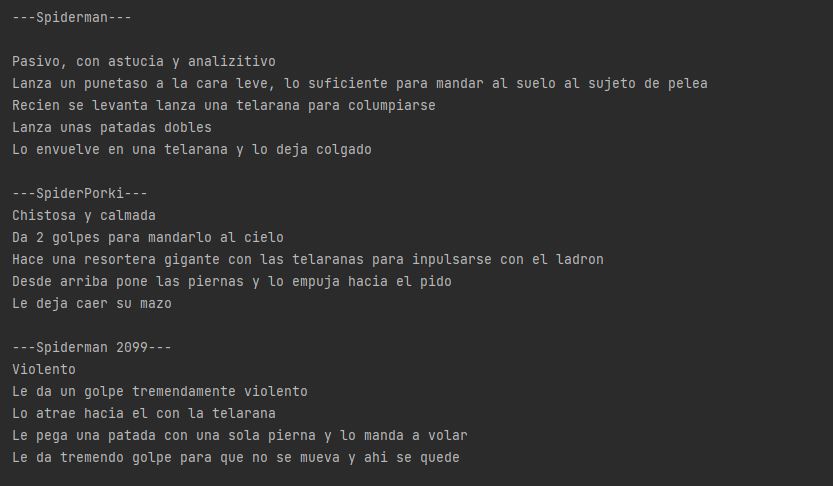 ---Spiderman---
Pasivo, con astucia y analizitivo
Lanza un punetaso a la cara leve, lo suficiente para mandar al suelo al sujeto de pelea
Recien se levanta lanza una telarana para columpiarse
Lanza unas patadas dobles
Lo envuelve en una telarana y lo deja colgado
---SpiderPorki---
Chistosa y calmada
Da 2 golpes para mandarlo al cielo
Hace una resortera gigante con las telaranas para inpulsarse con el ladron
Desde arriba pone las piernas y lo empuja hacia el pido
Le deja caer su mazo
---Spiderman 2099---
Violento
Le da un golpe tremendamente violento
Lo atrae hacia el con la telarana
Le pega una patada con una sola pierna y lo manda a volar
Le da tremendo golpe para que no se mueva y ahi se quede